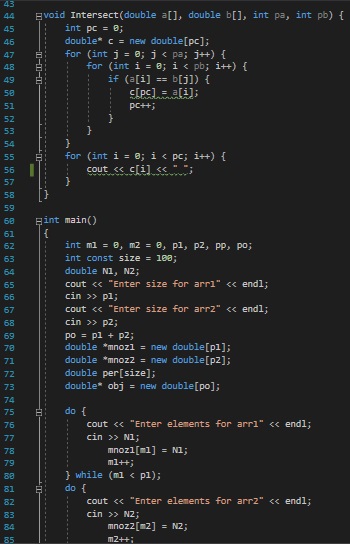 43
44 void Intersect(double a[], double b[], int pa, int pb) {
45 int pc = 0;
46 double* c = new double[pc];
47 for (int j = 0; j < pa; j++) {
48 for (int i = 0; i < pb; i++) {
49 if (a[i] == b[j]) {
50 c[pc] = a[i];
51 pc++;
52 }
53 }
54 }
55 for (int i = 0; i < pc; i++) {
56 cout << c[i] << " ";
57 }
58 }
59
60 int main()
61 {
62 int m1 = 0, m2 = 0, p1, p2, pp, po;
63 int const size = 100;
64 double N1, N2;
65 cout << "Enter size for arr1" << endl;
66 cin >> p1;
67 cout << "Enter size for arr2" << endl;
68 cin >> p2;
69 po = p1 + p2;
70 double *mnoz1 = new double[p1];
71 double *mnoz2 = new double[p2];
72 double per[size];
73 double* obj = new double[po];
74
75 do {
76 cout << "Enter elements for arr1" << endl;
77 cin >> N1;
78 mnoz1[m1] = N1;
79 m1++;
80 } while (m1 < p1);
81 do {
82 cout << "Enter elements for arr2" << endl;
83 cin >> N2;
84 mnoz2[m2] = N2;
85 m2++;